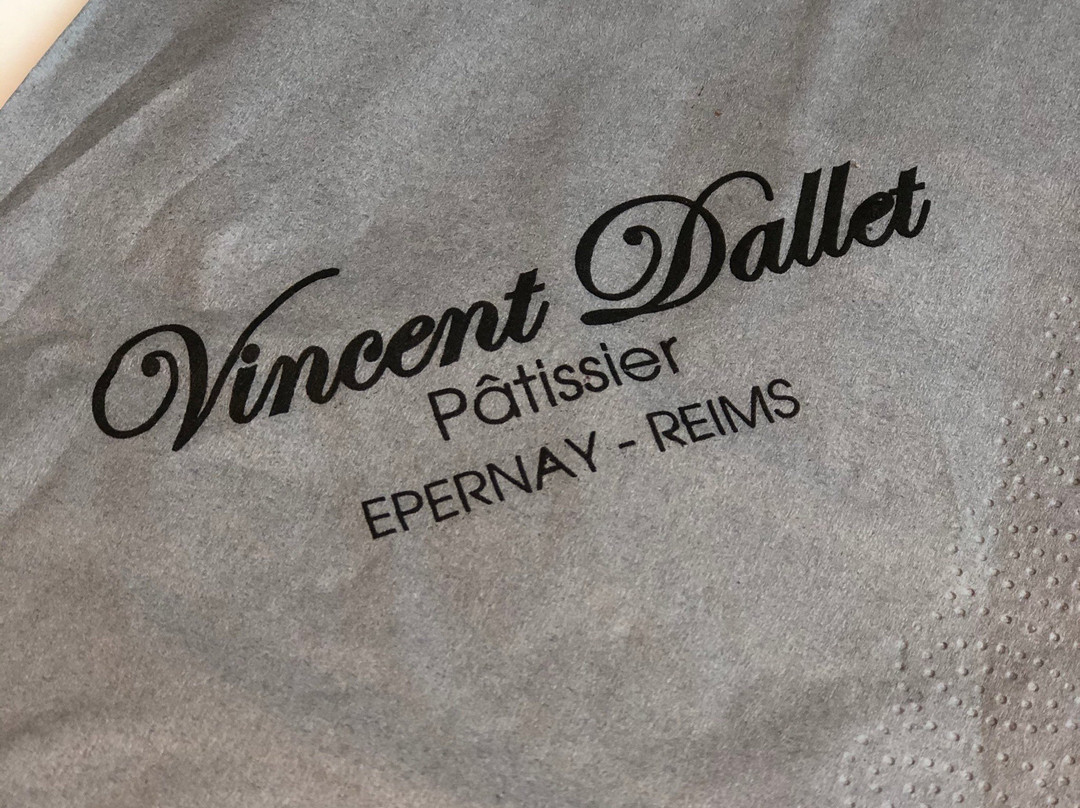 Vincent Dallet
Pâtissier
EPERNAY - REIMS